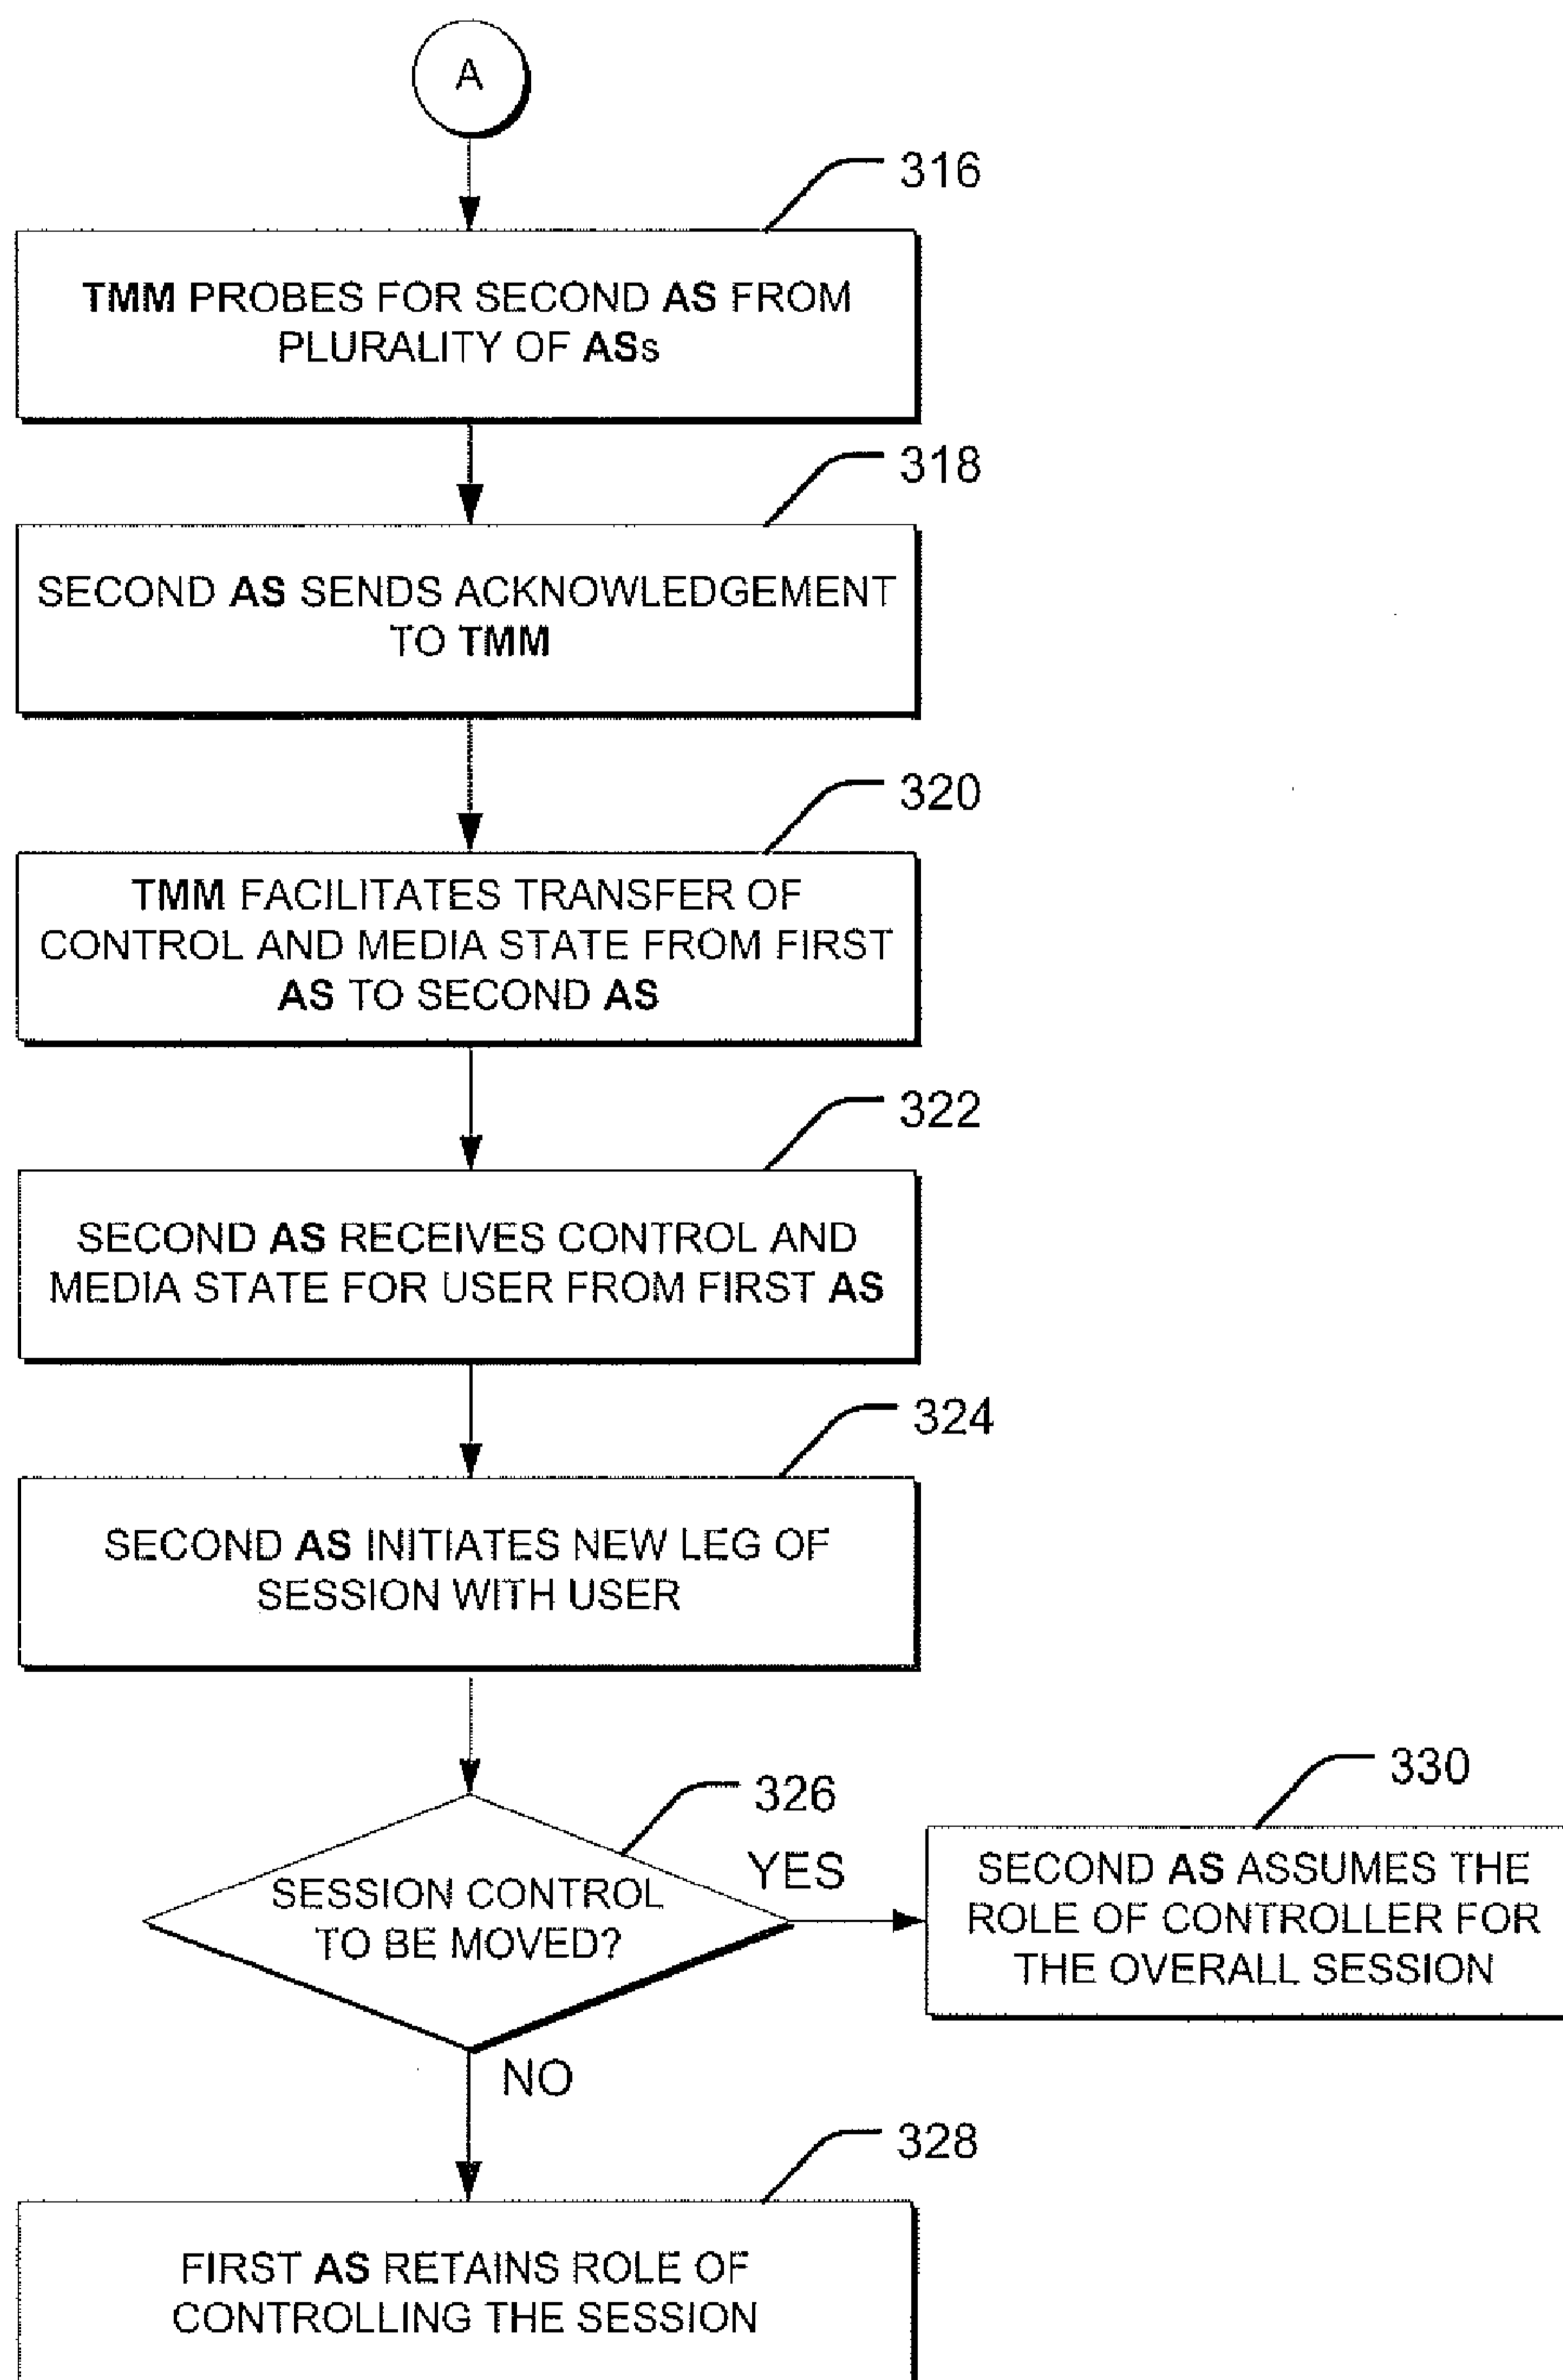 A
316
TMM PROBES FOR SECOND AS FROM
PLURALITY OF ASs
318
SECOND AS SENDS ACKNOWLEDGEMENT
TO TMM
320
TMM FACILITATES TRANSFER OF
CONTROL AND MEDIA STATE FROM FIRST
AS TO SECOND AS
322
SECOND AS RECEIVES CONTROL AND
MEDIA STATE FOR USER FROM FIRST AS
324
SECOND AS INITIATES NEW LEG OF
SESSION WITH USER
326
SESSION CONTROL
TO BE MOVED?
YES
330
SECOND AS ASSUMES THE
ROLE OF CONTROLLER FOR
THE OVERALL SESSION
NO
328
FIRST AS RETAINS ROLE OF
CONTROLLING THE SESSION